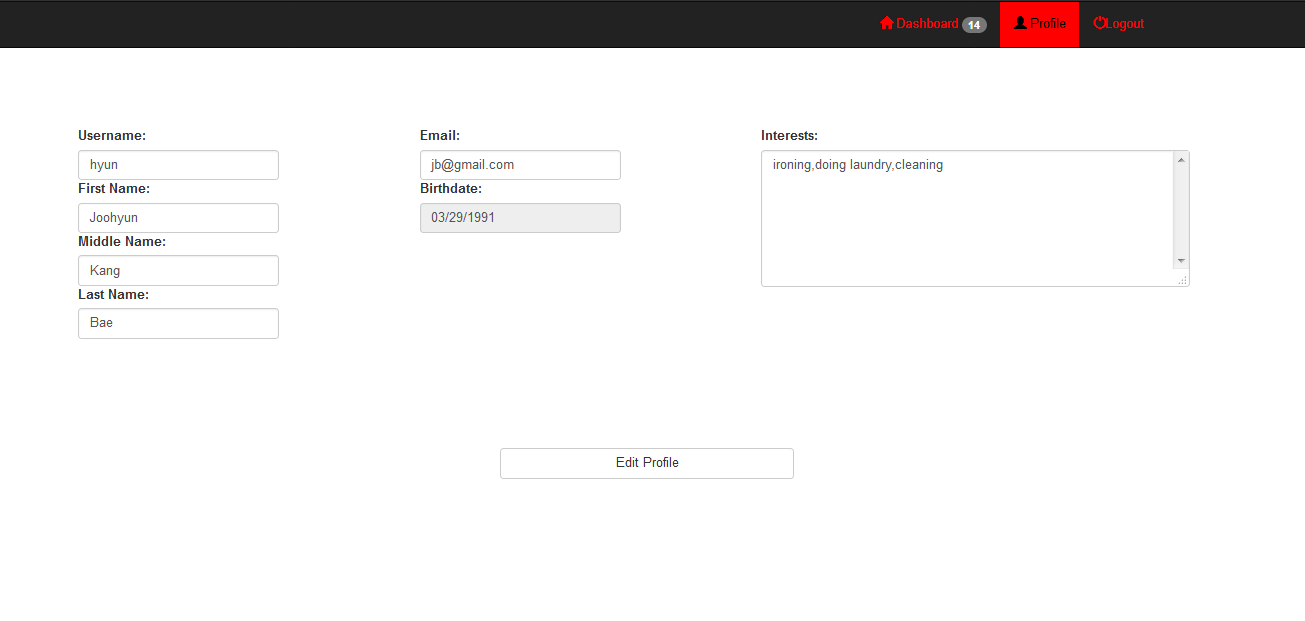 Dashboard 14 Profile Logout
Username:
hyun
First Name:
Joohyun
Middle Name:
Kang
Last Name:
Bae
Email:
jb@gmail.com
Birthdate:
03/29/1991
Interests:
ironing,doing laundry,cleaning
Edit Profile